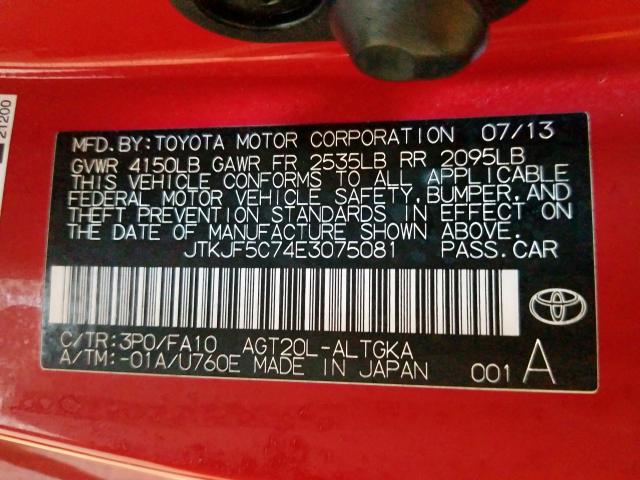 21200
MFD.BY:TOYOTA MOTOR CORPORATION 07/13
GVWR 4150LB GAWR FR 2535LB RR 2095LB
THIS VEHICLE CONFORMS TO ALL APPLICABLE
FEDERAL MOTOR VEHICLE SAFETY,BUMPER,AND
THEFT PREVENTION STANDARDS IN EFFECT ON
THE DATE OF MANUFACTURE SHOWN ABOVE.
JTKJF5C74E3075081 PASS.CAR
C/TR:3P0/FA10 AGT20L-ALTGKA
A/TM:-01A/U760E MADE IN JAPAN 001 A